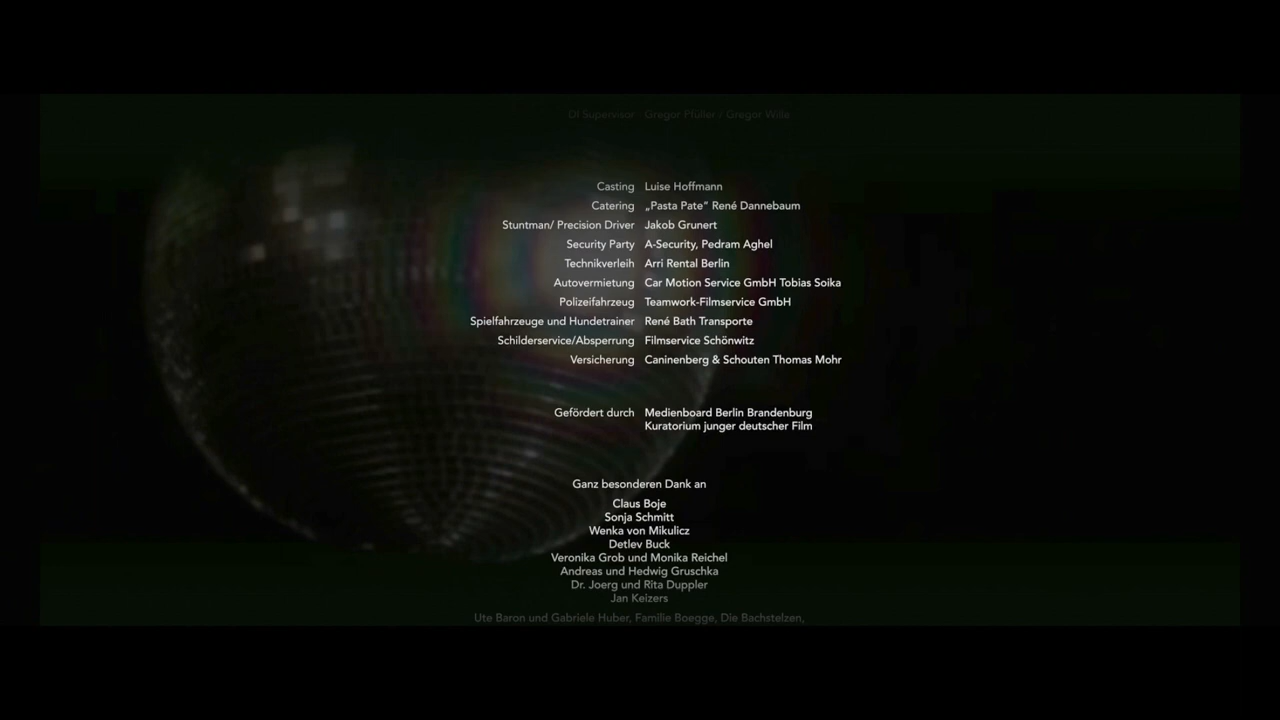 DI Supervisor Gregor Pfüller / Gregor Wille
Casting Luise Hoffmann
Catering „Pasta Pate“ René Dannebaum
Stuntman/ Precision Driver Jakob Grunert
Security Party A-Security, Pedram Aghel
Technikverleih Arri Rental Berlin
Autovermietung Car Motion Service GmbH Tobias Soika
Polizeifahrzeug Teamwork-Filmservice GmbH
Spielfahrzeuge und Hundetrainer René Bath Transporte
Schilderservice/Absperrung Filmservice Schönwitz
Versicherung Caninenberg & Schouten Thomas Mohr
Gefördert durch Medienboard Berlin Brandenburg
Kuratorium junger deutscher Film
Ganz besonderen Dank an
Claus Boje
Sonja Schmitt
Wenka von Mikulicz
Detlev Buck
Veronika Grob und Monika Reichel
Andreas und Hedwig Gruschka
Dr. Joerg und Rita Duppler
Jan Keizers
Ute Baron und Gabriele Huber, Familie Boegge, Die Bachstelzen,